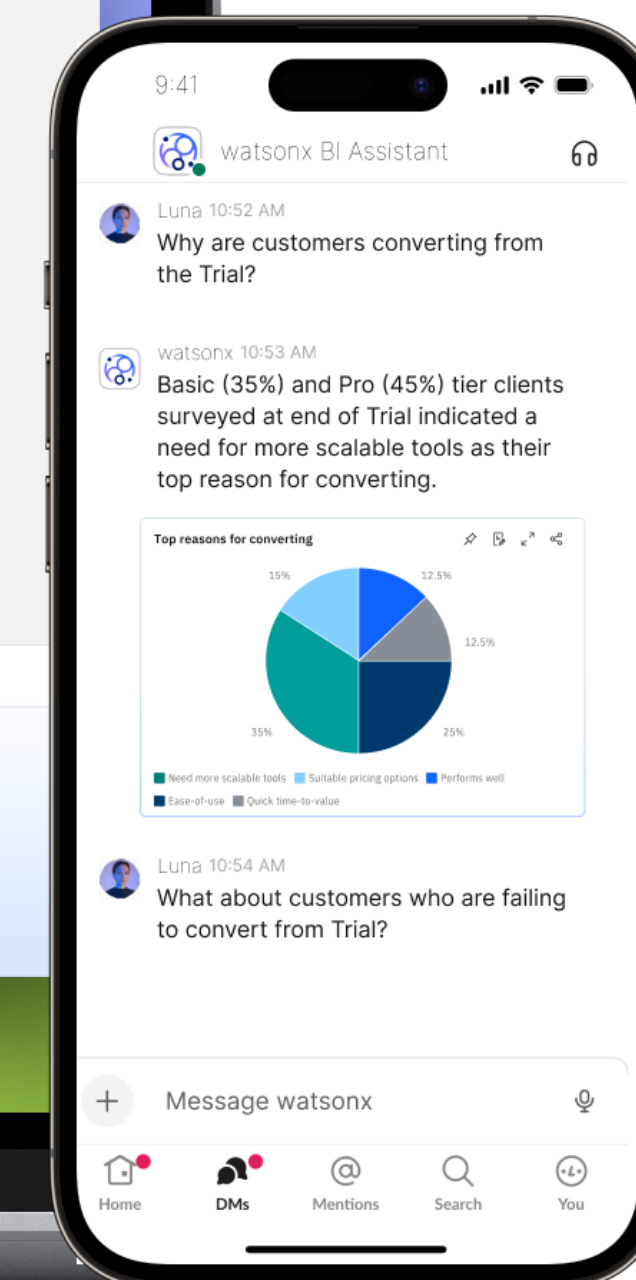 9:41
watsonx BI Assistant
Luna 10:52 AM
Why are customers converting from
the Trial?
watsonx 10:53 AM
Basic (35%) and Pro (45%) tier clients
surveyed at end of Trial indicated a
need for more scalable tools as their
top reason for converting.
Top reasons for converting
15% 12.5%
12.5%
35% 25%
Need more scalable tools Suitable pricing options Performs well
Ease-of-use Quick time-to-value
Luna 10:54 AM
What about customers who are failing
to convert from Trial?
Message watsonx
Home DMs Mentions Search You